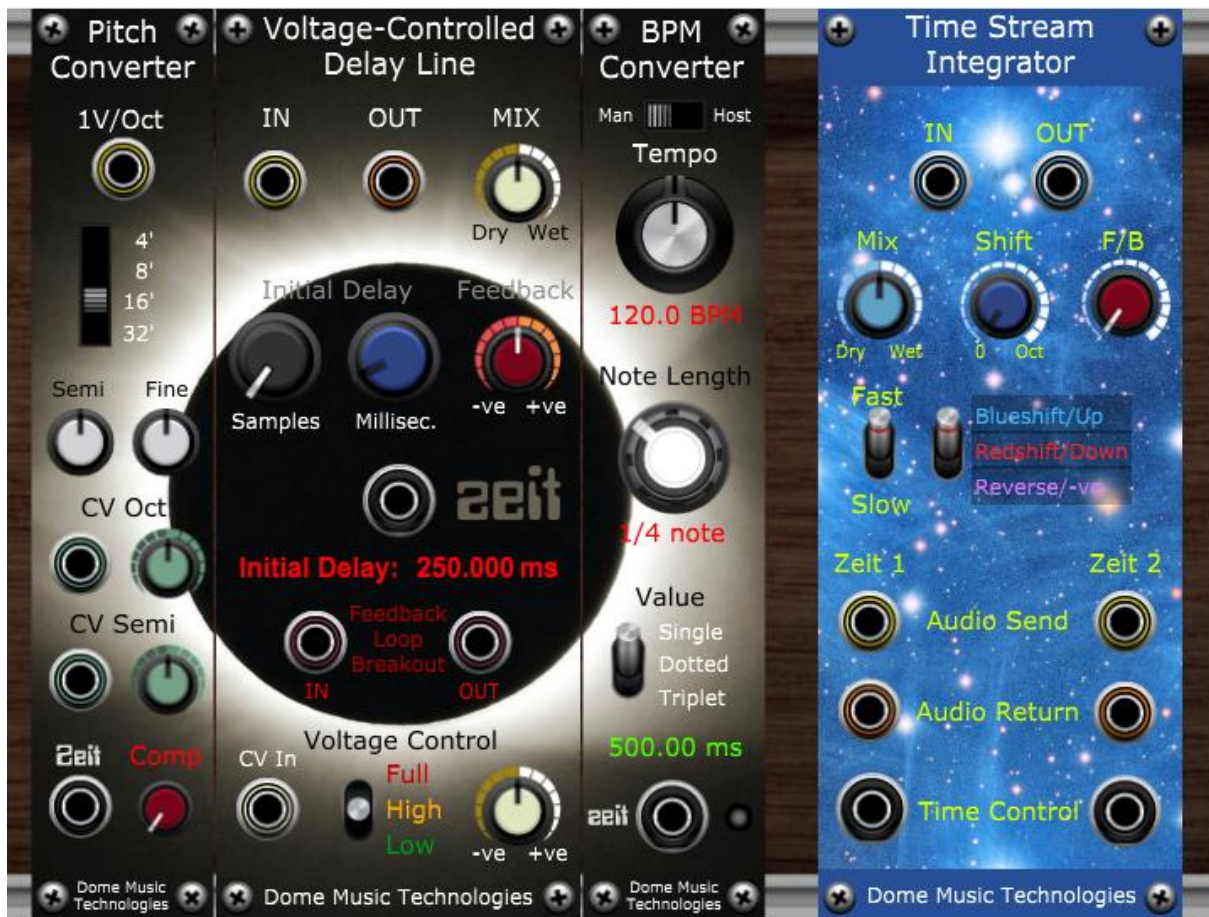 Pitch
Converter
1V/Oct
4'
8'
16'
32'
Semi Fine
CV Oct
CV Semi
zeit Comp
Dome Music
Technologies
Voltage-Controlled
Delay Line
IN OUT MIX
Dry Wet
Initial Delay Feedback
Samples Millisec. -ve +ve
zeit
Initial Delay: 250.000 ms
Feedback
Loop
Breakout
IN OUT
Voltage Control
CV In
Full
High
Low
-ve +ve
Dome Music Technologies
BPM
Converter
Man Host
Tempo
120.0 BPM
Note Length
1/4 note
Value
Single
Dotted
Triplet
500.00 ms
zeit
Dome Music
Technologies
Time Stream
Integrator
IN OUT
Mix Shift F/B
Dry Wet 0 Oct
Fast
Slow
Blueshift/Up
Redshift/Down
Reverse/-ve
Zeit 1 Zeit 2
Audio Send
Audio Return
Time Control
Dome Music Technologies